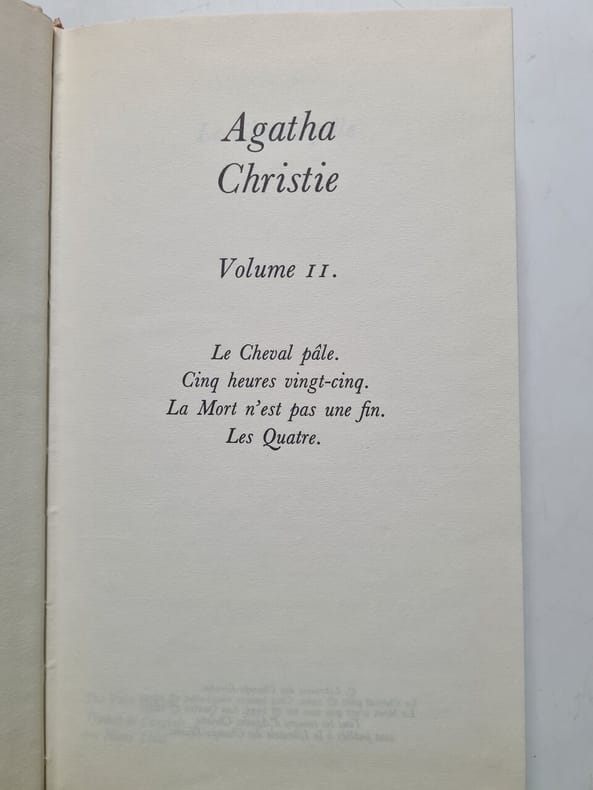 Agatha
Christie
Volume II.
Le Cheval pâle.
Cinq heures vingt-cinq.
La Mort n'est pas une fin.
Les Quatre.